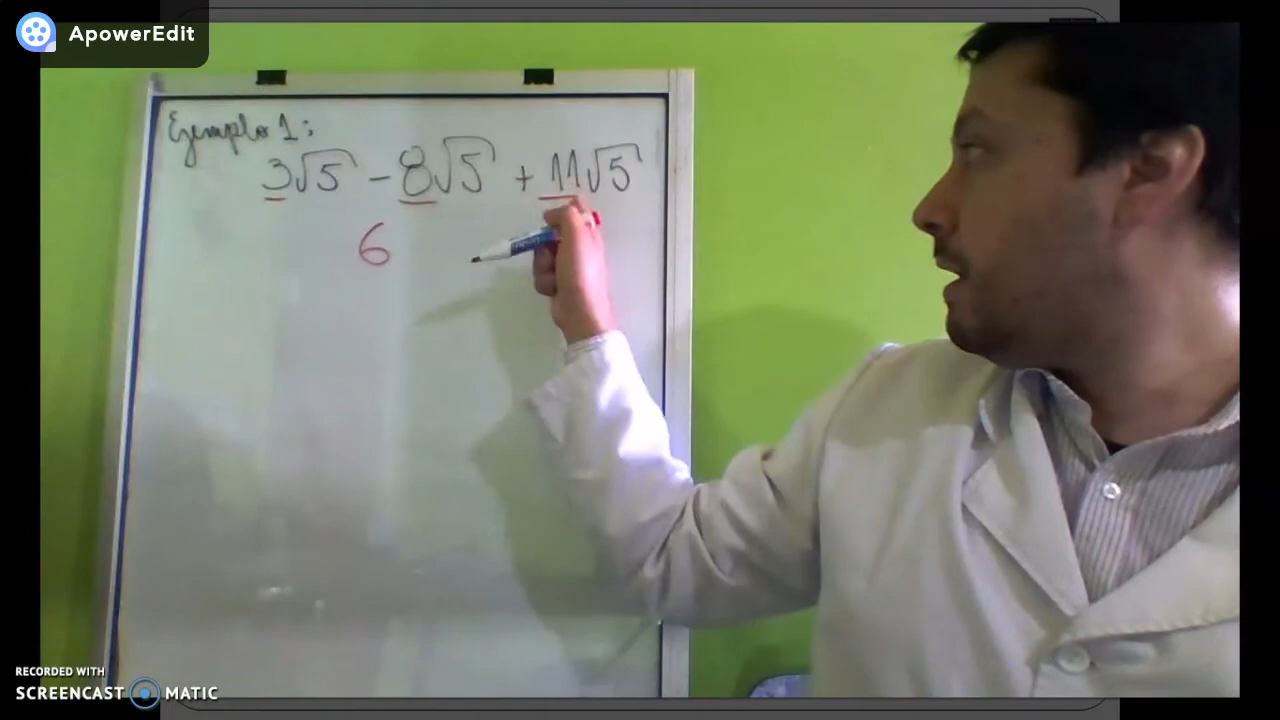 ApowerEdit
Ejemplo 1:
3√5 - 8√5 + 11√5
6
RECORDED WITH
SCREENCAST MATIC